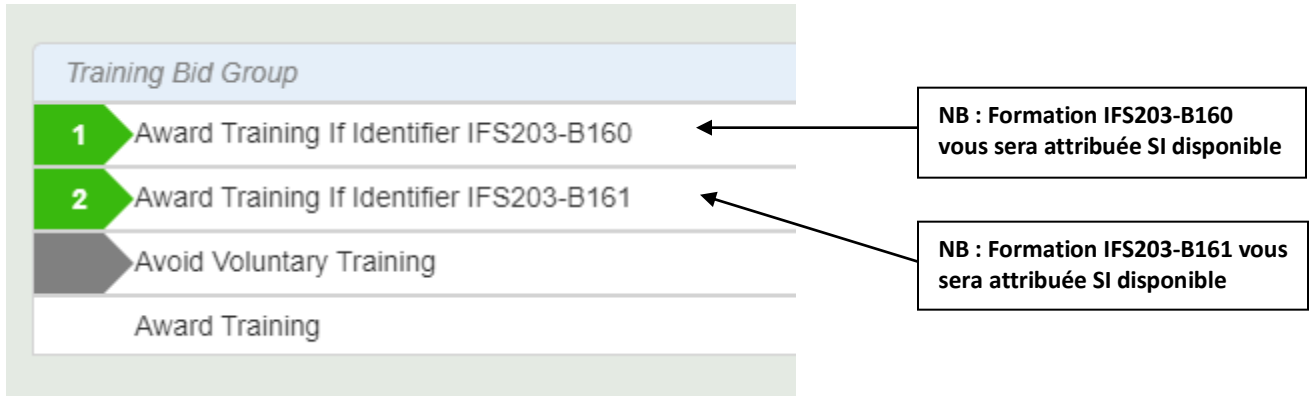 Training Bid Group
1 Award Training If Identifier IFS203-B160
NB : Formation IFS203-B160
vous sera attribuée SI disponible
2 Award Training If Identifier IFS203-B161
NB : Formation IFS203-B161 vous
sera attribuée SI disponible
Avoid Voluntary Training
Award Training